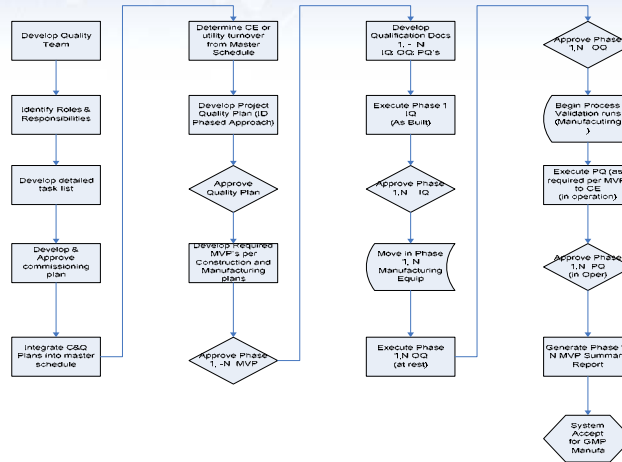 Develop Quality
Team
Identify Roles &
Responsibilities
Develop detailed
task list
Develop &
Approve
commissioning
plan
Integrate C&Q
Plans into master
schedule
Determine CE or
utility turnover
from Master
Schedule
Develop Project
Quality Plan (ID
Phased Approach)
Approve
Quality Plan
Develop Required
MVP's per
Construction and
Manufacturing
plans
Approve Phase
1, -N MVP
Develop
Qualification Docs
1, - N
IQ; OQ; PQ's
Execute Phase 1
IQ
(As Built)
Approve Phase
1,N IQ
Move in Phase
1, N
Manufacturing
Equip
Execute Phase
1,N OQ
(at rest)
Approve Phase
1,N OQ
Begin Process
Validation runs
(Manufacuting
)
Execute PQ (as
required per MVP
to CE
(in operation)
Approve Phase
1,N PQ
(in Oper)
Generate Phase 1
N MVP Summar
Report
System
Accept
for GMP
Manufa